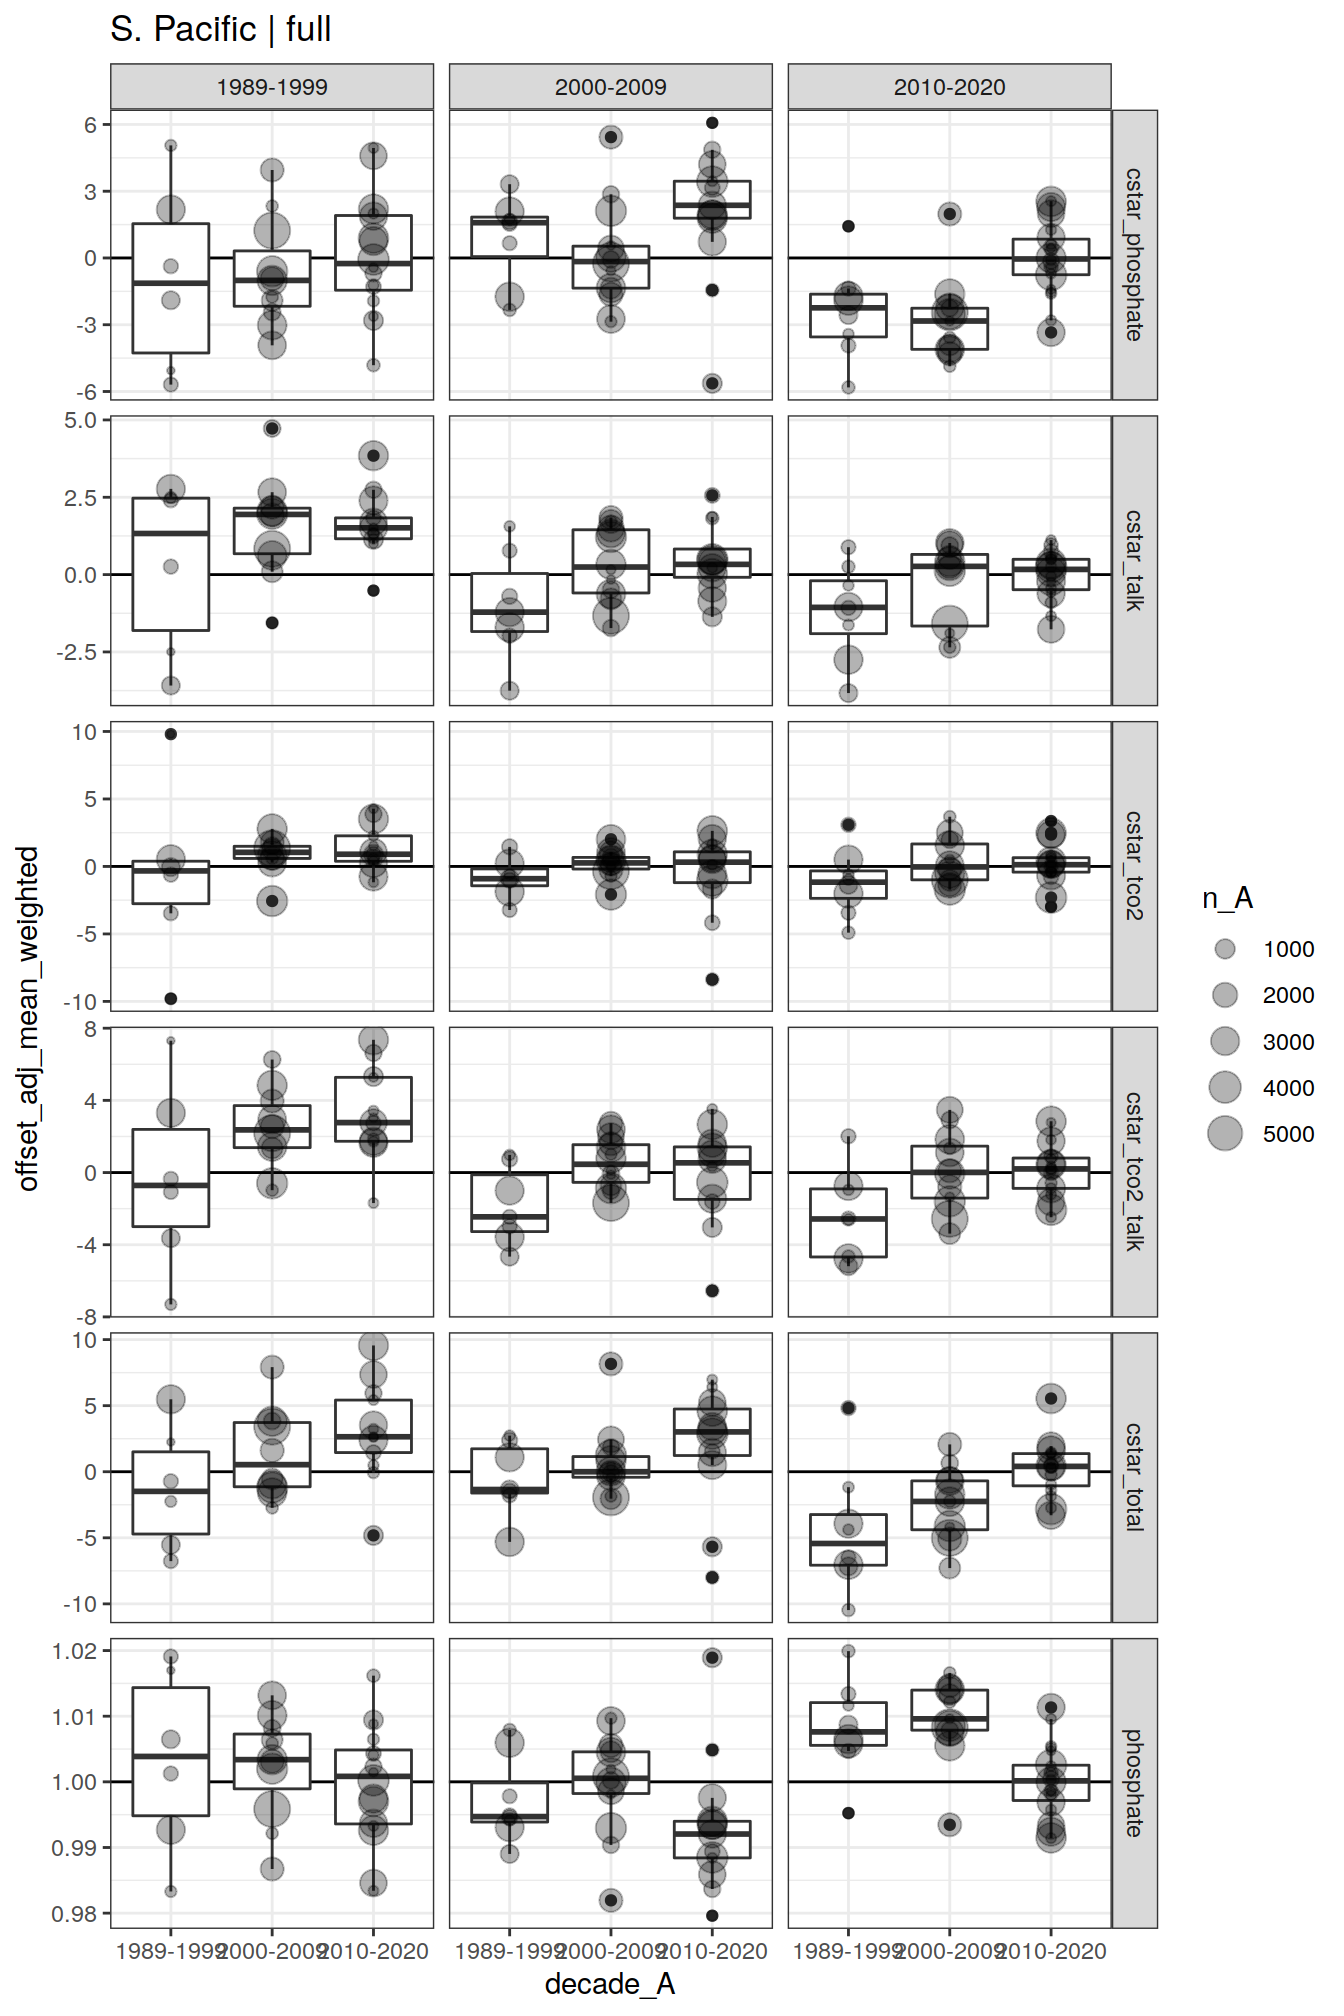 S. Pacific | full
1989-1999 2000-2009 2010-2020
6
3
0
-3
-6
cstar_phosphate
5.0
2.5
0.0
-2.5
cstar_talk
10
5
0
-5
-10
cstar_tco2
8
4
0
-4
-8
cstar_tco2_talk
10
5
0
-5
-10
cstar_total
1.02
1.01
1.00
0.99
0.98
phosphate
offset_adj_mean_weighted
1989-1999 2000-2009 2010-2020 1989-1999 2000-2009 2010-2020 1989-1999 2000-2009 2010-2020
decade_A
n_A
1000
2000
3000
4000
5000